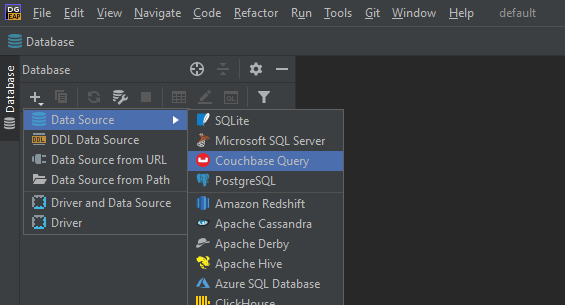 DG
EAP
File Edit View Navigate Code Refactor Run Tools Git Window Help default
Database
Database
Database
Data Source
DDL Data Source
Data Source from URL
Data Source from Path
Driver and Data Source
Driver
SQLite
Microsoft SQL Server
Couchbase Query
PostgreSQL
Amazon Redshift
Apache Cassandra
Apache Derby
Apache Hive
Azure SQL Database
ClickHouse